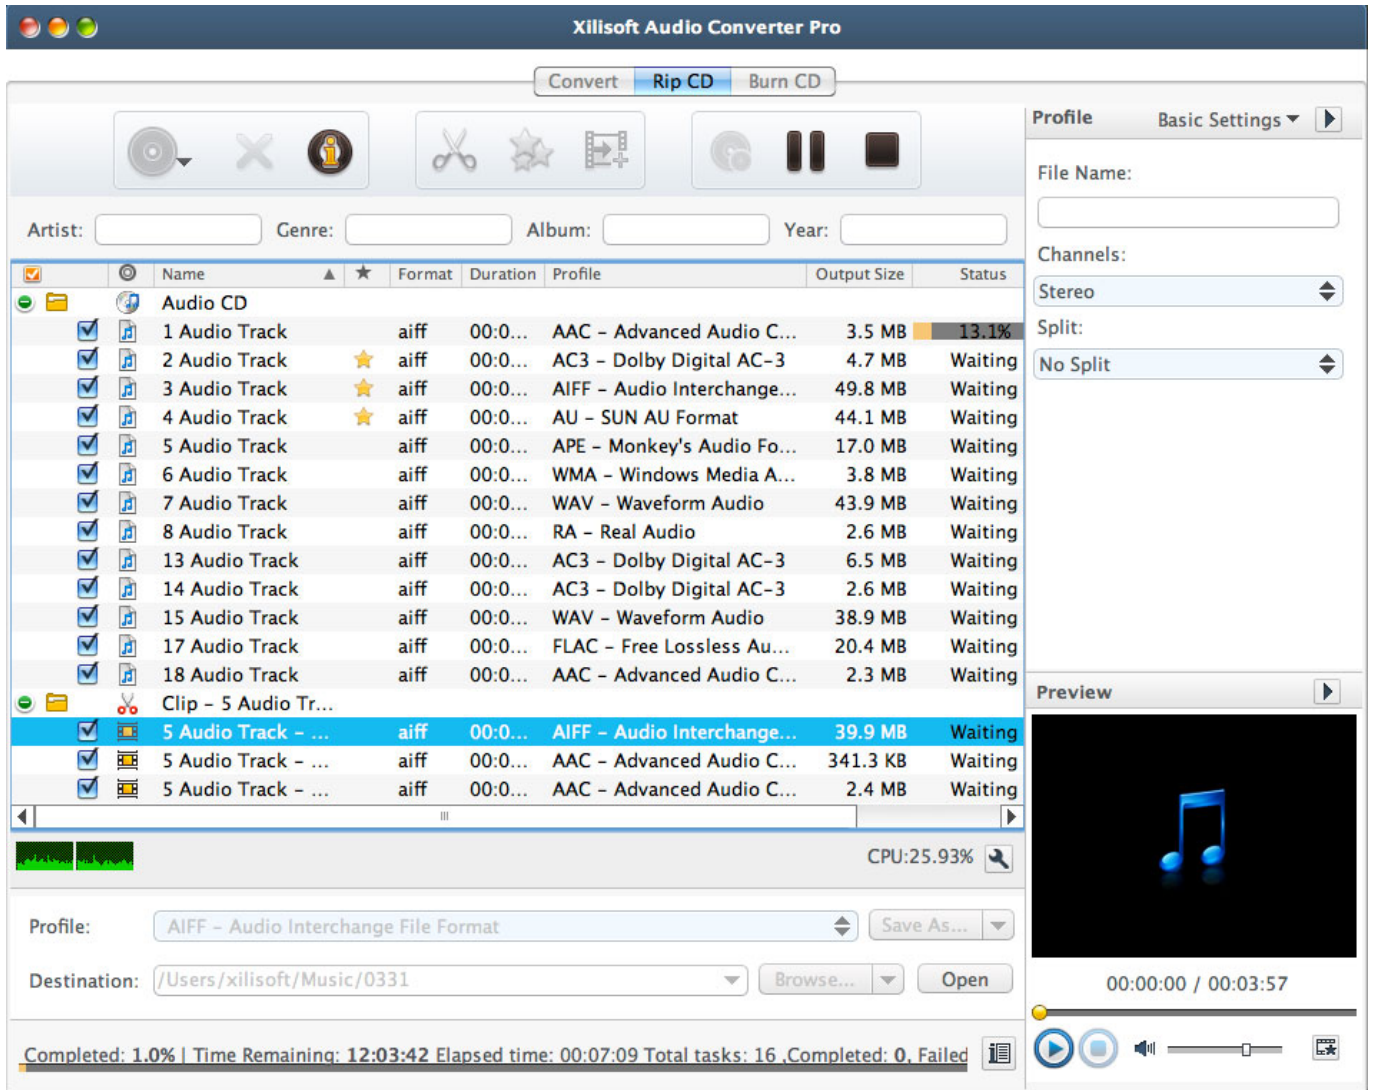 Xilisoft Audio Converter Pro
Convert Rip CD Burn CD
Profile Basic Settings
File Name:
Artist: Genre: Album: Year:
Channels:
Stereo
Split:
No Split
Name Format Duration Profile Output Size Status
Audio CD
1 Audio Track aiff 00:0... AAC - Advanced Audio C... 3.5 MB 13.1%
2 Audio Track aiff 00:0... AC3 - Dolby Digital AC-3 4.7 MB Waiting
3 Audio Track aiff 00:0... AIFF - Audio Interchange... 49.8 MB Waiting
4 Audio Track aiff 00:0... AU - SUN AU Format 44.1 MB Waiting
5 Audio Track aiff 00:0... APE - Monkey's Audio Fo... 17.0 MB Waiting
6 Audio Track aiff 00:0... WMA - Windows Media A... 3.8 MB Waiting
7 Audio Track aiff 00:0... WAV - Waveform Audio 43.9 MB Waiting
8 Audio Track aiff 00:0... RA - Real Audio 2.6 MB Waiting
13 Audio Track aiff 00:0... AC3 - Dolby Digital AC-3 6.5 MB Waiting
14 Audio Track aiff 00:0... AC3 - Dolby Digital AC-3 2.6 MB Waiting
15 Audio Track aiff 00:0... WAV - Waveform Audio 38.9 MB Waiting
17 Audio Track aiff 00:0... FLAC - Free Lossless Au... 20.4 MB Waiting
18 Audio Track aiff 00:0... AAC - Advanced Audio C... 2.3 MB Waiting
Clip - 5 Audio Tr...
5 Audio Track - ... aiff 00:0... AIFF - Audio Interchange... 39.9 MB Waiting
5 Audio Track - ... aiff 00:0... AAC - Advanced Audio C... 341.3 KB Waiting
5 Audio Track - ... aiff 00:0... AAC - Advanced Audio C... 2.4 MB Waiting
Preview
CPU:25.93%
Profile: AIFF - Audio Interchange File Format Save As...
Destination: /Users/xilisoft/Music/0331 Browse... Open
00:00:00 / 00:03:57
Completed: 1.0% | Time Remaining: 12:03:42 Elapsed time: 00:07:09 Total tasks: 16 ,Completed: 0, Failed